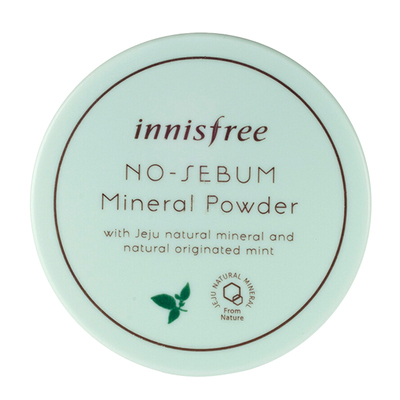 innisfree
NO-SEBUM
Mineral Powder
with Jeju natural mineral and
natural originated mint
JEJU NATURAL MINERAL
From
Nature